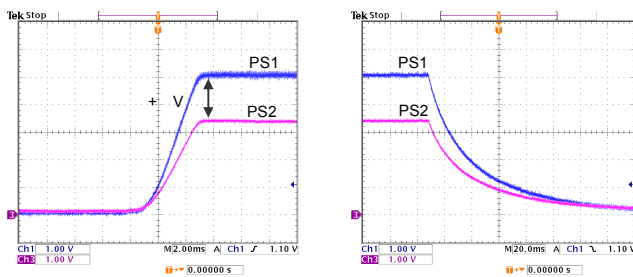 Tek Stop
T
PS1
+ V
PS2
3
Ch1 1.00 V M 2.00ms A Ch1 1.10 V
Ch3 1.00 V
T 0.00000 s
Tek Stop
T
PS1
PS2
3
Ch1 1.00 V M 20.0ms A Ch1 1.10 V
Ch3 1.00 V
T 0.00000 s